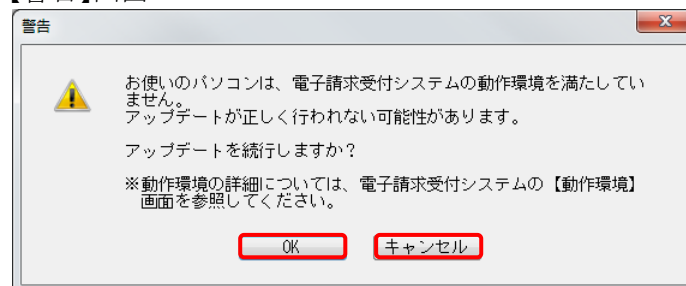 警告
お使いのパソコンは、電子請求受付システムの動作環境を満たしてい
ません。
アップデートが正しく行われない可能性があります。
アップデートを続行しますか？
※動作環境の詳細については、電子請求受付システムの【動作環境】
画面を参照してください。
OK キャンセル